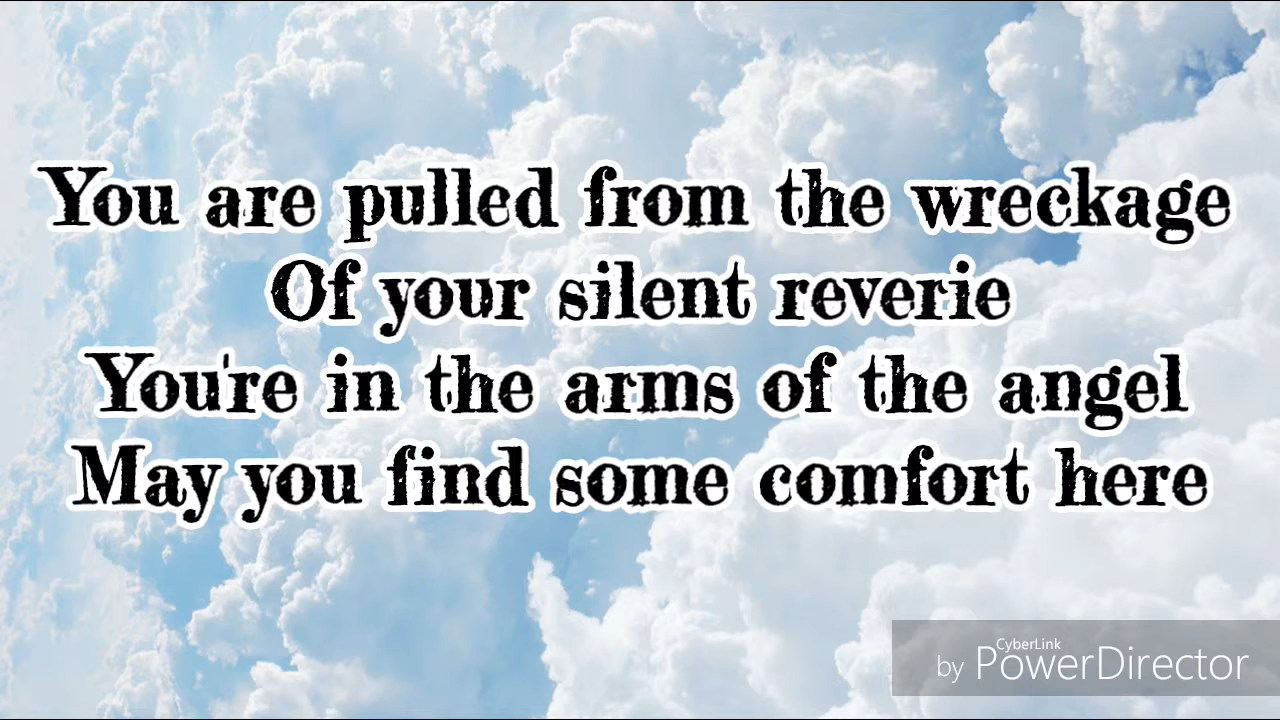 You are pulled from the wreckage
Of your silent reverie
You're in the arms of the angel
May you find some comfort here
CyberLink
by PowerDirector